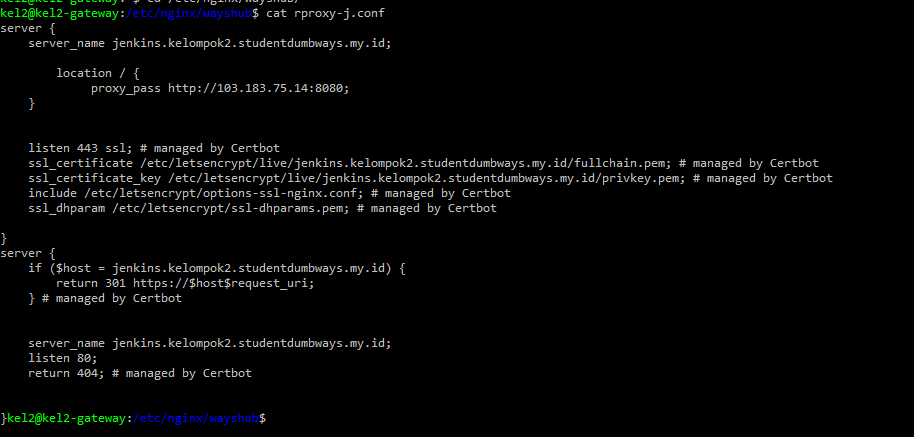 kel2@kel2-gateway:~$ cd /etc/nginx/wayshub/
kel2@kel2-gateway:/etc/nginx/wayshub$ cat rproxy-j.conf
server {
    server_name jenkins.kelompok2.studentdumbways.my.id;
        location / {
             proxy_pass http://103.183.75.14:8080;
    }
    listen 443 ssl; # managed by Certbot
    ssl_certificate /etc/letsencrypt/live/jenkins.kelompok2.studentdumbways.my.id/fullchain.pem; # managed by Certbot
    ssl_certificate_key /etc/letsencrypt/live/jenkins.kelompok2.studentdumbways.my.id/privkey.pem; # managed by Certbot
    include /etc/letsencrypt/options-ssl-nginx.conf; # managed by Certbot
    ssl_dhparam /etc/letsencrypt/ssl-dhparams.pem; # managed by Certbot
}
server {
    if ($host = jenkins.kelompok2.studentdumbways.my.id) {
        return 301 https://$host$request_uri;
    } # managed by Certbot
    server_name jenkins.kelompok2.studentdumbways.my.id;
    listen 80;
    return 404; # managed by Certbot
}kel2@kel2-gateway:/etc/nginx/wayshub$